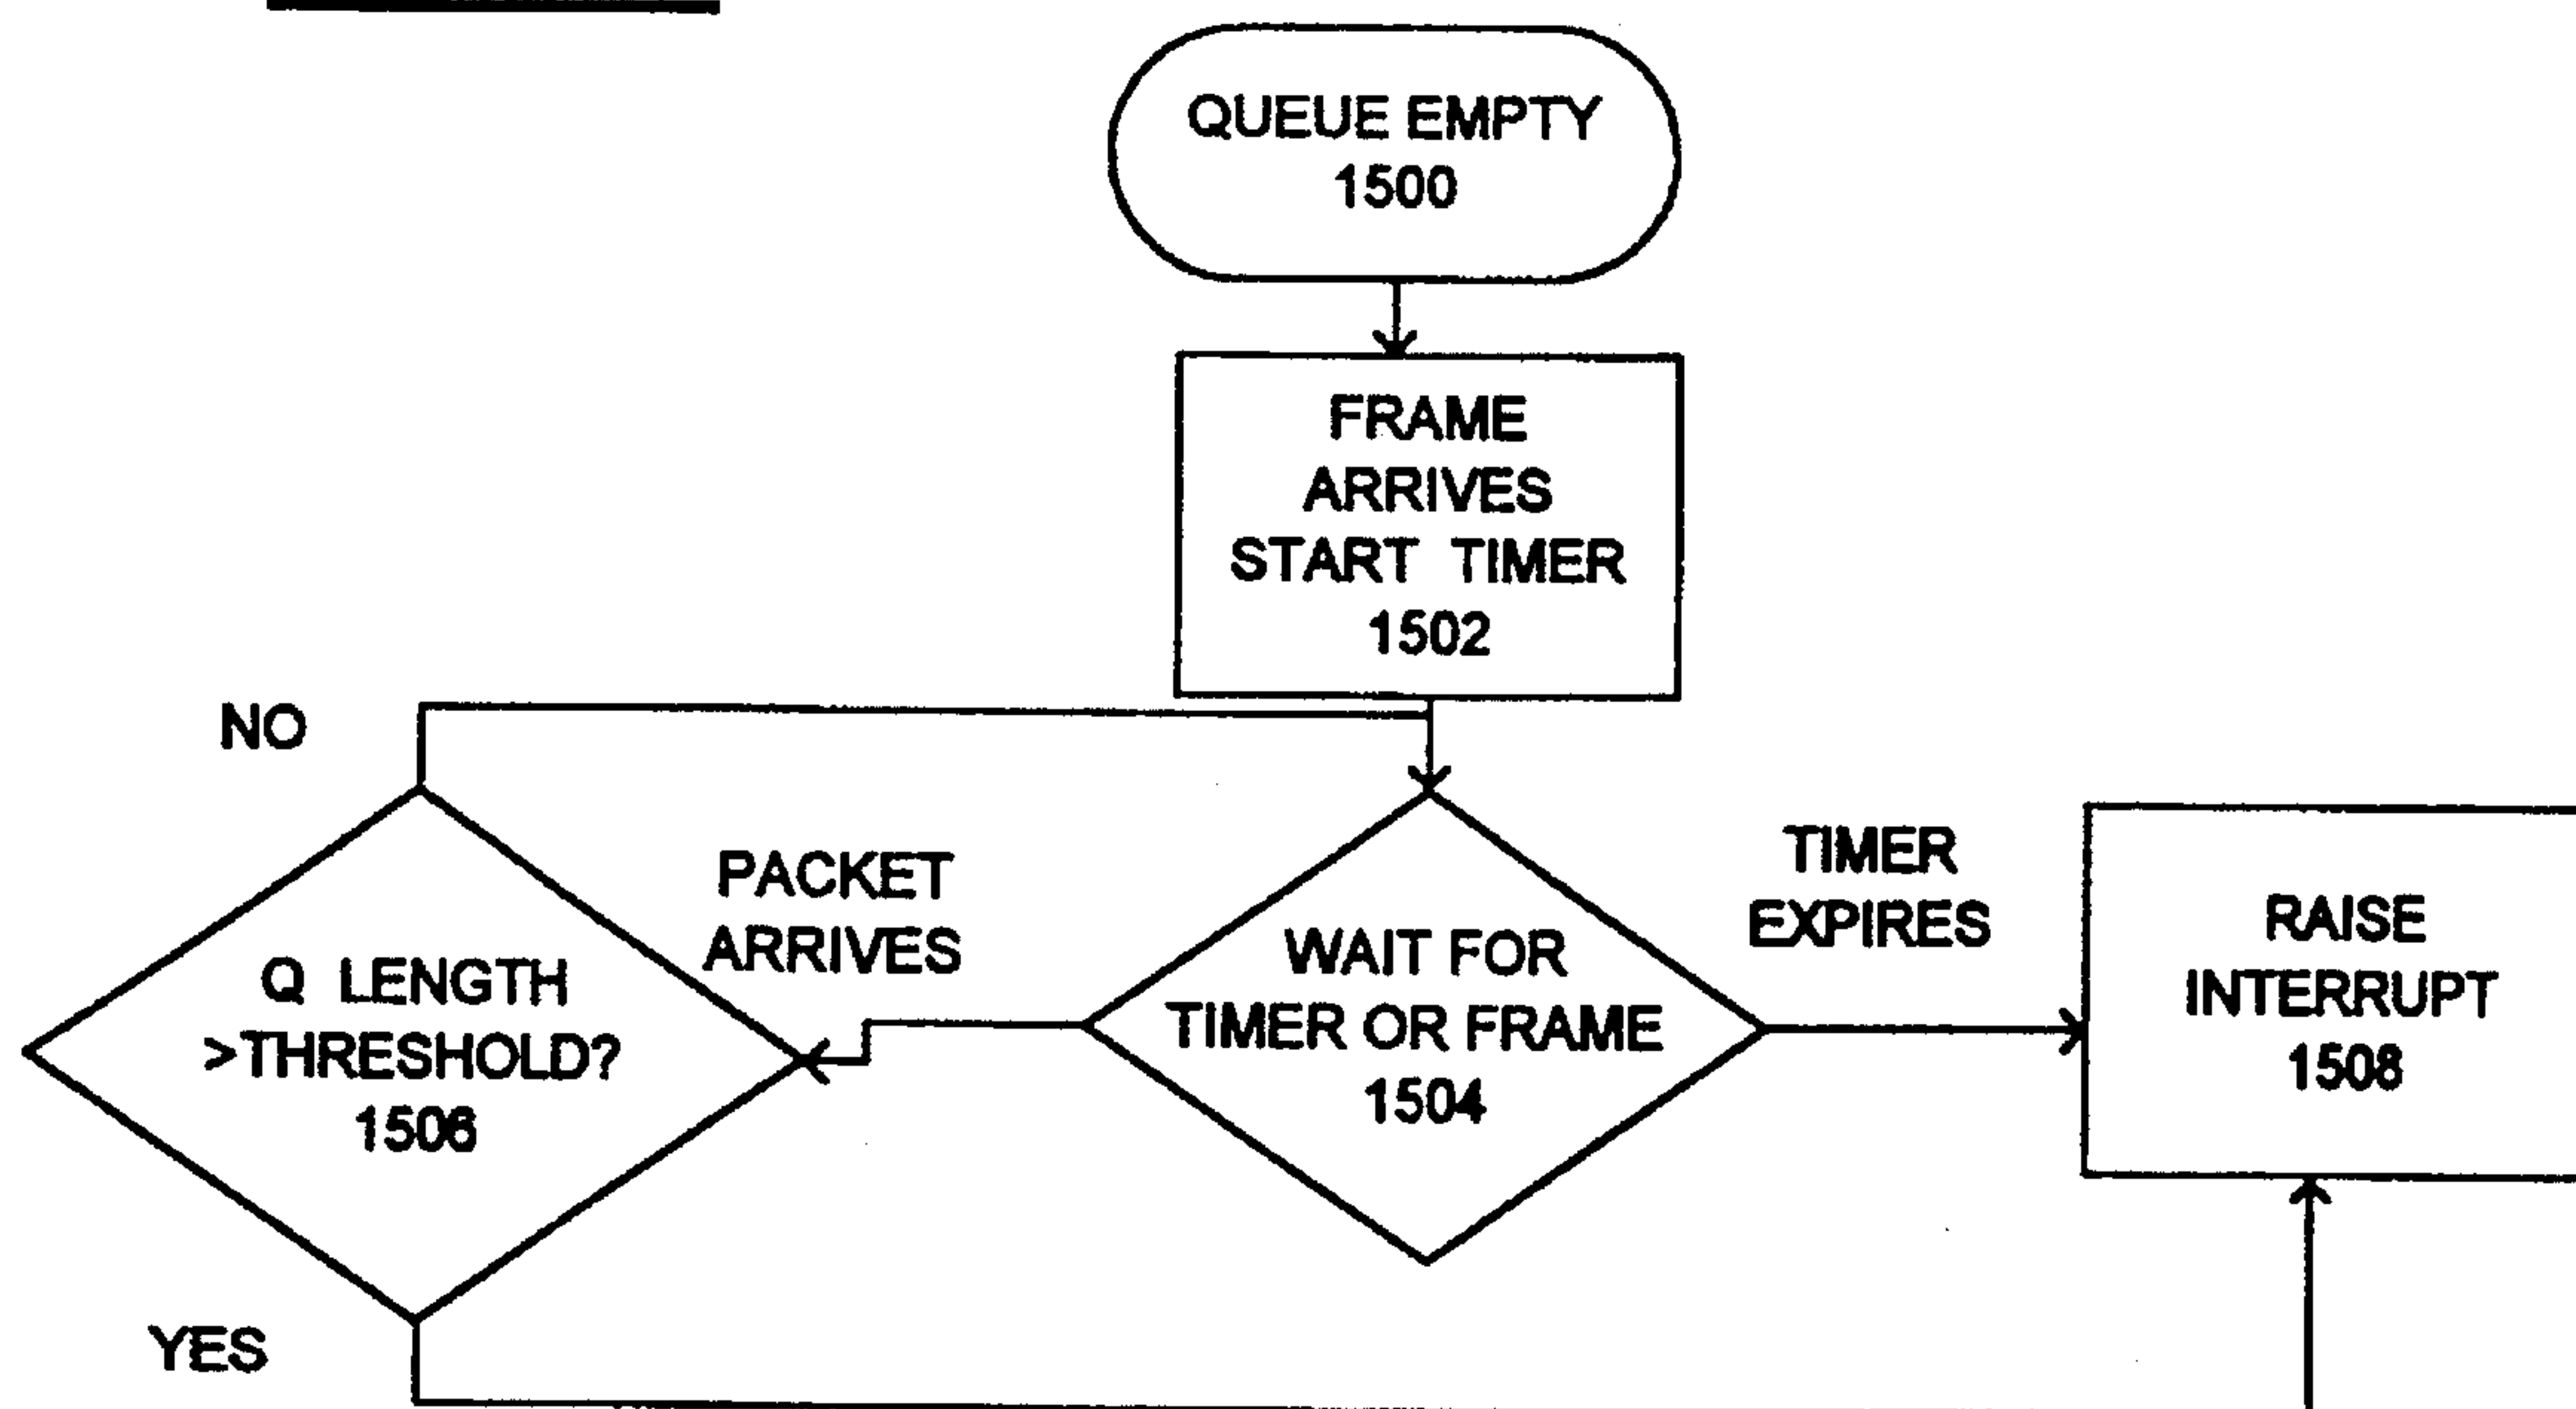 QUEUE EMPTY
1500
FRAME
ARRIVES
START TIMER
1502
NO
PACKET
ARRIVES
TIMER
EXPIRES
Q LENGTH
>THRESHOLD?
1506
WAIT FOR
TIMER OR FRAME
1504
RAISE
INTERRUPT
1508
YES